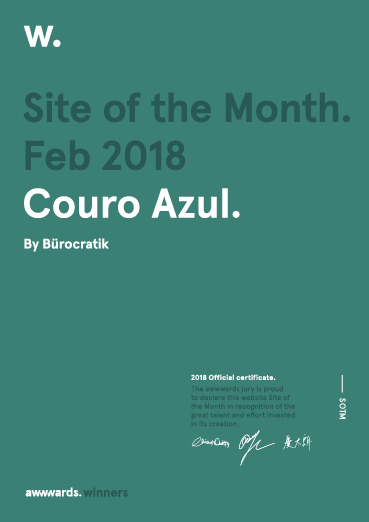 w.
Site of the Month.
Feb 2018
Couro Azul.
By Bürocratik
2018 Official certificate.
The awwwards jury is proud
to declare this website Site of
the Month in recognition of the
great talent and effort invested
in its creation.
SOTM
awwwards.winners